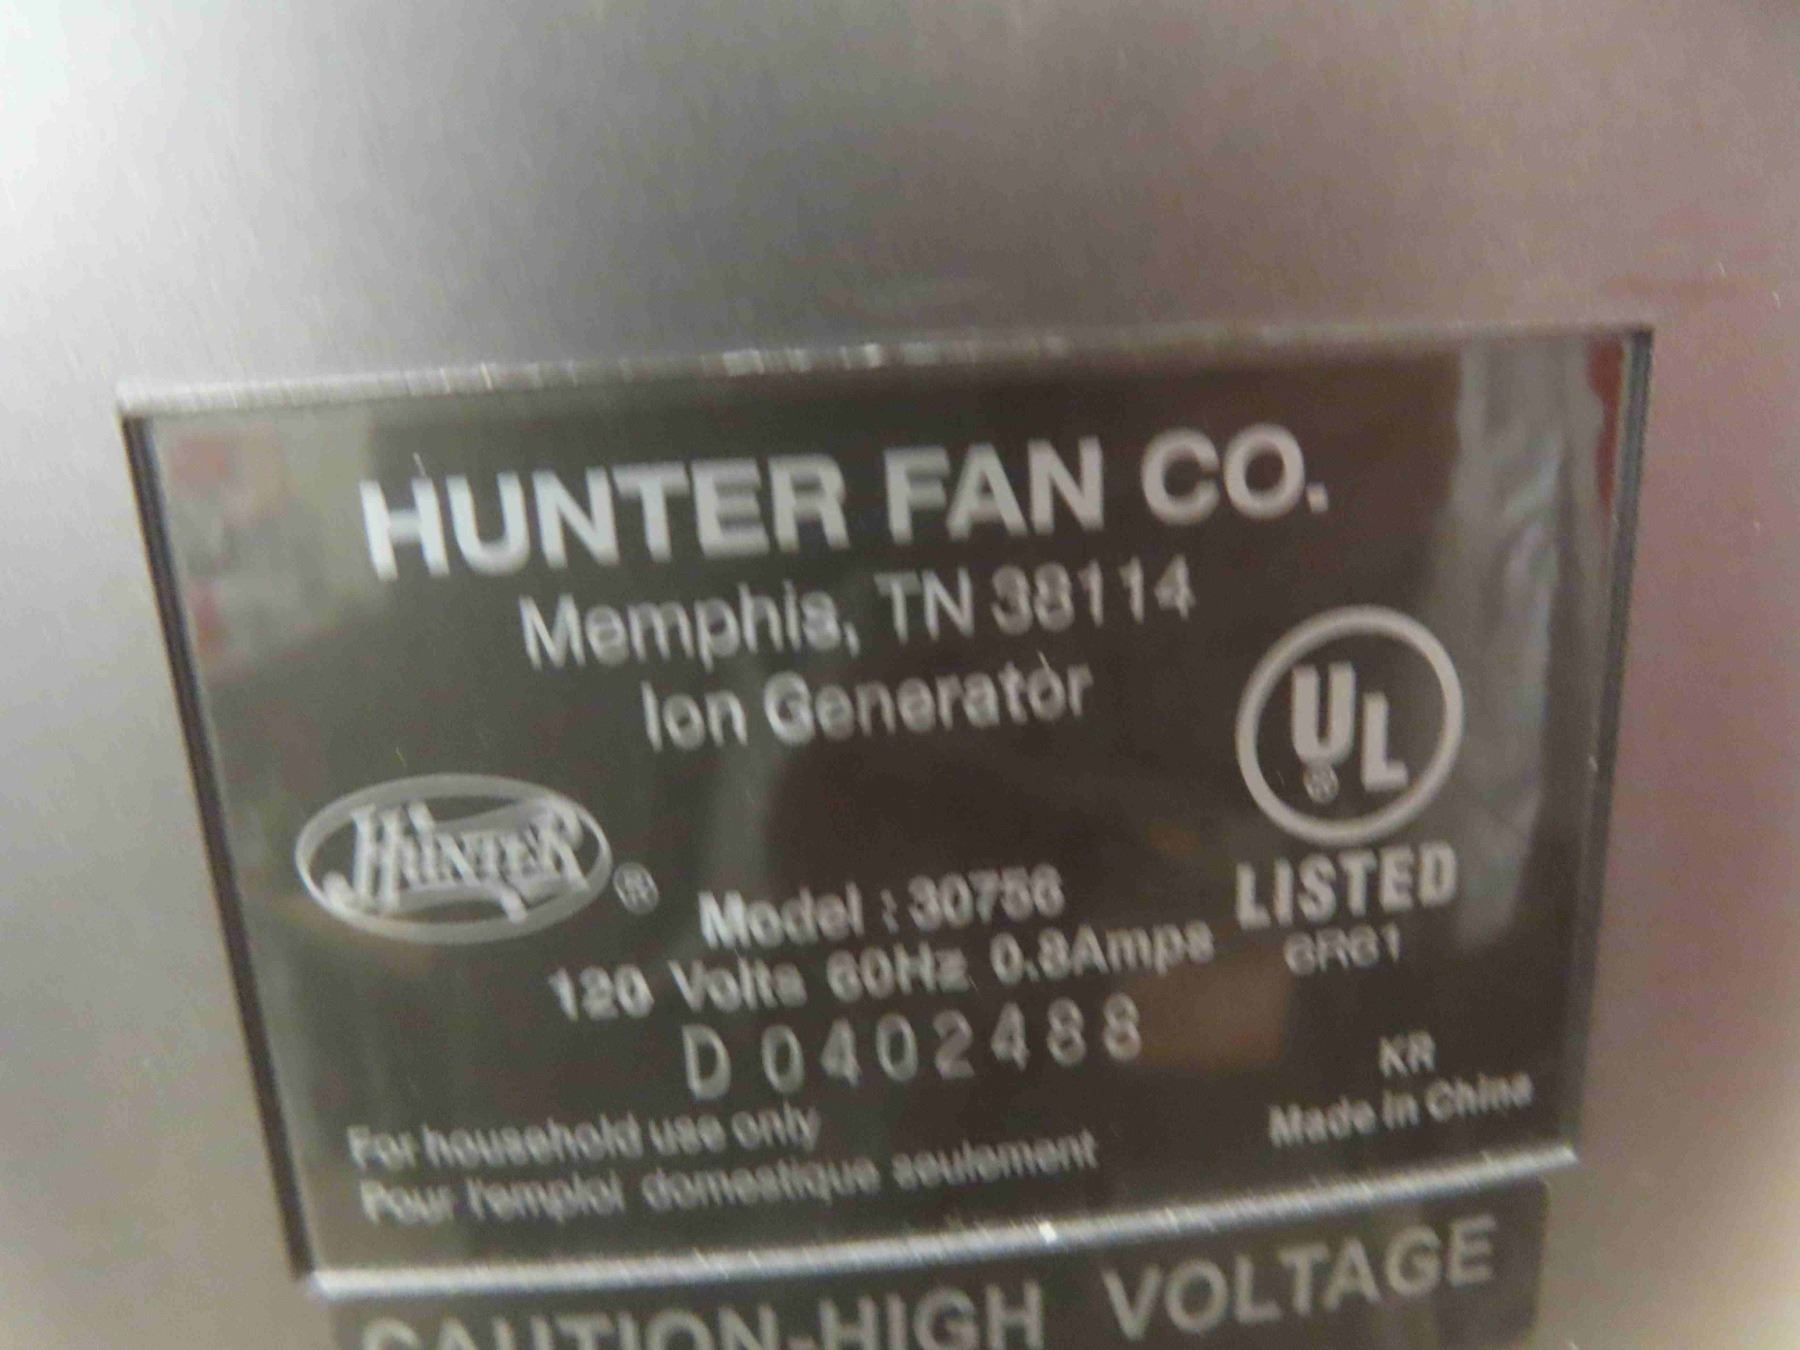 HUNTER FAN CO.
Memphis, TN 38114
Ion Generator
UL
®
HUNTER ®
LISTED
6R61
Model : 30756
120 Volts 60Hz 0.8Amps
D 0402488
KR
Made in China
For household use only
Pour l'emploi domestique seulement
CAUTION-HIGH VOLTAGE